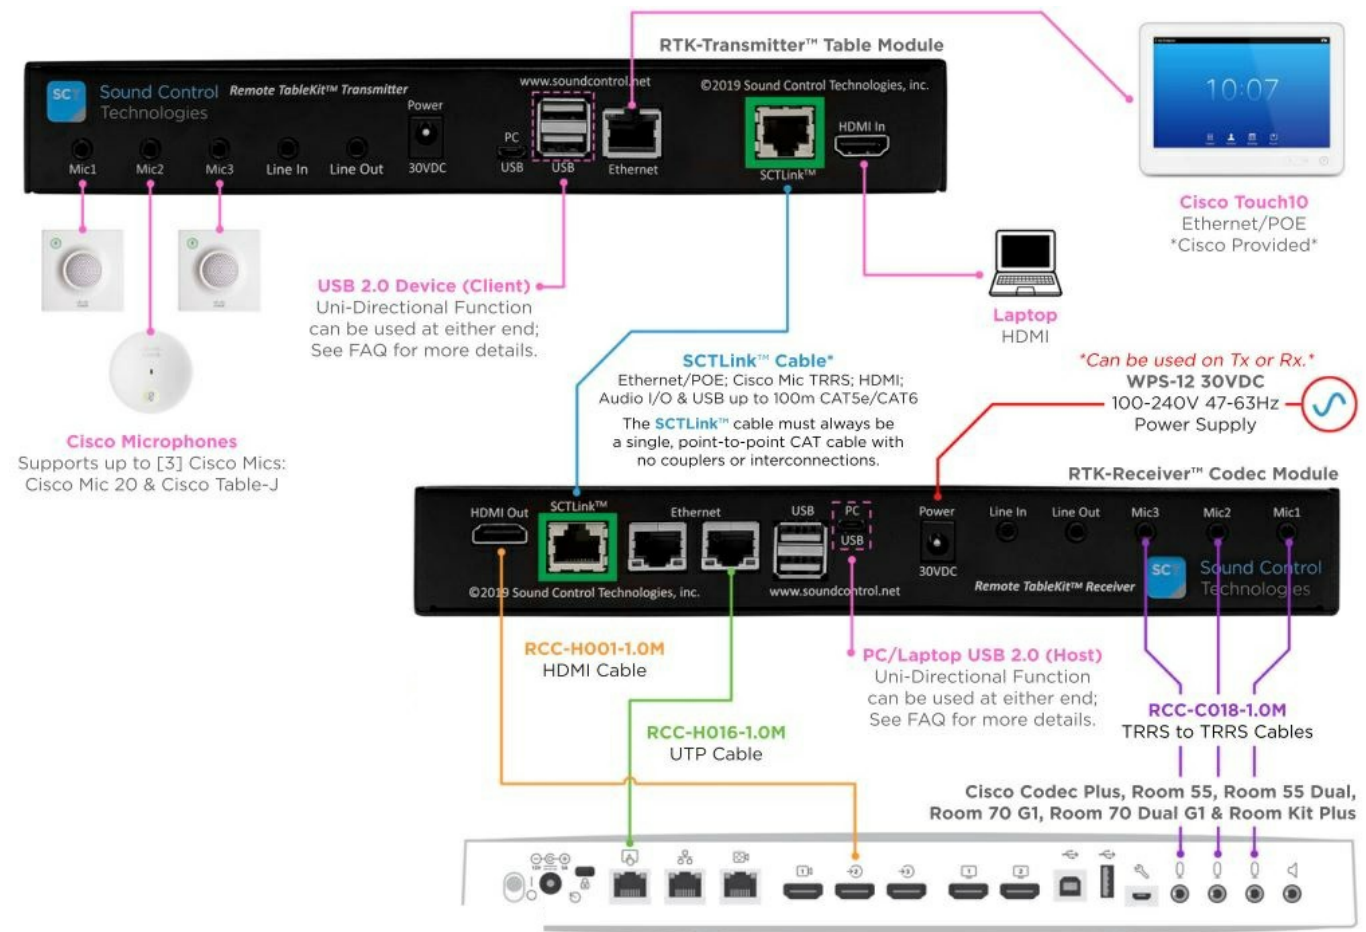 RTK-Transmitter™ Table Module
SCT
Sound Control
Technologies
Remote TableKit™ Transmitter
www.soundcontrol.net
©2019 Sound Control Technologies, inc.
Power
PC
HDMI In
Mic1
Mic2
Mic3
Line In
Line Out
30VDC
USB
USB
Ethernet
SCTLink™
10:07
Cisco Touch10
Ethernet/POE
*Cisco Provided*
USB 2.0 Device (Client)
Uni-Directional Function
can be used at either end;
See FAQ for more details.
Laptop
HDMI
Cisco Microphones
Supports up to [3] Cisco Mics:
Cisco Mic 20 & Cisco Table-J
SCTLink™ Cable*
Ethernet/POE; Cisco Mic TRRS; HDMI;
Audio I/O & USB up to 100m CAT5e/CAT6
The SCTLink™ cable must always be
a single, point-to-point CAT cable with
no couplers or interconnections.
*Can be used on Tx or Rx.*
WPS-12 30VDC
100-240V 47-63Hz
Power Supply
RTK-Receiver™ Codec Module
HDMI Out
SCTLink™
Ethernet
USB
PC
USB
Power
30VDC
Line In
Line Out
Mic3
Mic2
Mic1
©2019 Sound Control Technologies, inc.
www.soundcontrol.net
Remote TableKit™ Receiver
SCT
Sound Control
Technologies
RCC-H001-1.0M
HDMI Cable
RCC-H016-1.0M
UTP Cable
PC/Laptop USB 2.0 (Host)
Uni-Directional Function
can be used at either end;
See FAQ for more details.
RCC-C018-1.0M
TRRS to TRRS Cables
Cisco Codec Plus, Room 55, Room 55 Dual,
Room 70 G1, Room 70 Dual G1 & Room Kit Plus
1
2
3
1
2